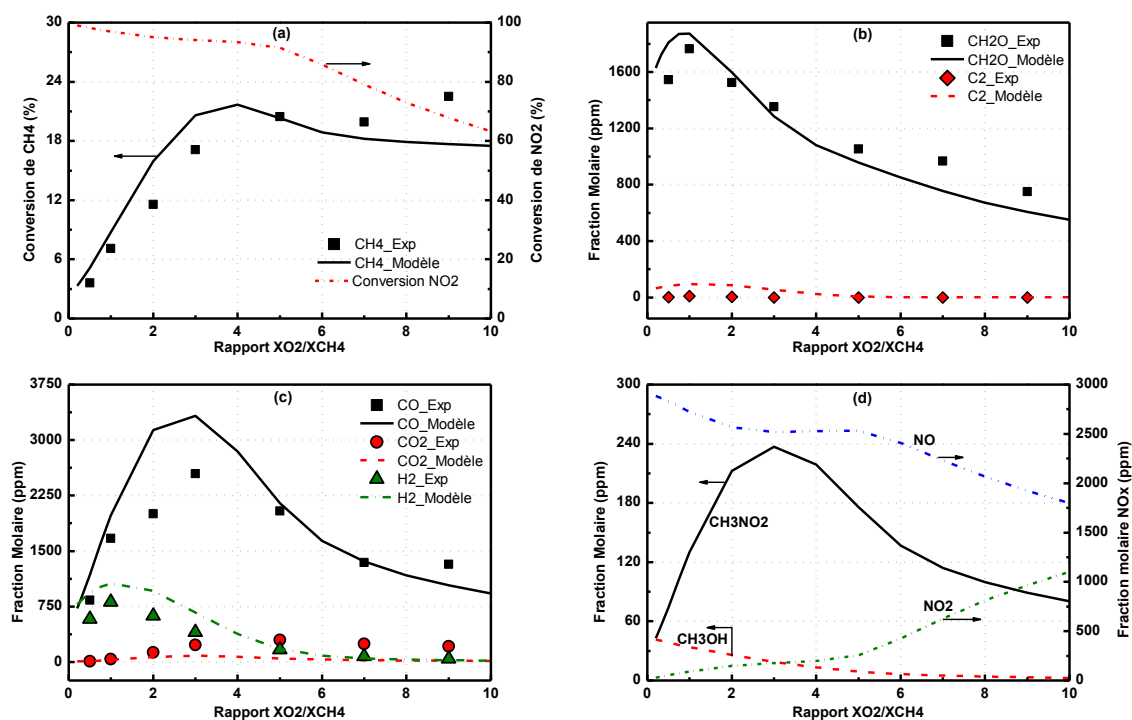 (a)
30
24
18
12
6
0
Conversion de CH4 (%)
100
80
60
40
20
0
Conversion de NO2 (%)
CH4_Exp
CH4_Modèle
Conversion NO2
0 2 4 6 8 10
Rapport XO2/XCH4
(b)
1600
1200
800
400
0
Fraction Molaire (ppm)
CH2O_Exp
CH2O_Modèle
C2_Exp
C2_Modèle
0 2 4 6 8 10
Rapport XO2/XCH4
(c)
3750
3000
2250
1500
750
0
Fraction Molaire (ppm)
CO_Exp
CO_Modèle
CO2_Exp
CO2_Modèle
H2_Exp
H2_Modèle
0 2 4 6 8 10
Rapport XO2/XCH4
(d)
300
240
180
120
60
0
Fraction Molaire (ppm)
3000
2500
2000
1500
1000
500
0
Fraction molaire NOx (ppm)
NO
CH3NO2
NO2
CH3OH
0 2 4 6 8 10
Rapport XO2/XCH4